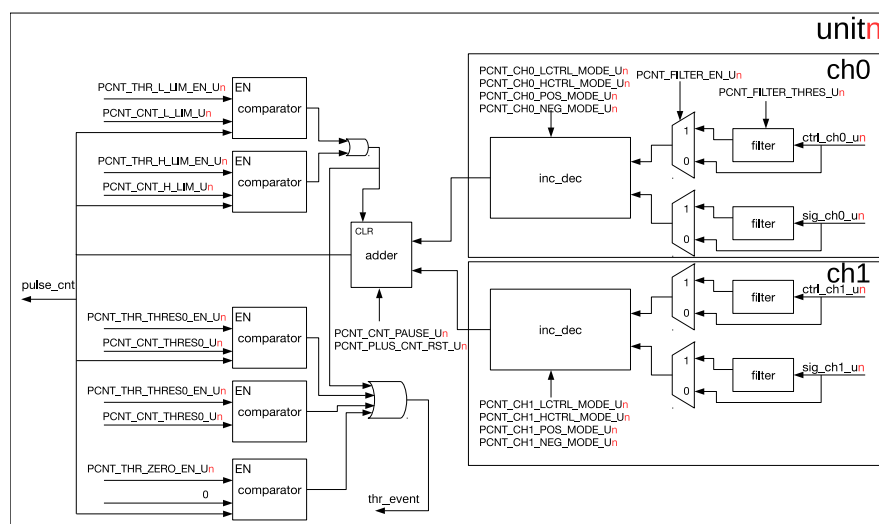 unitn
ch0
PCNT_CH0_LCTRL_MODE_Un
PCNT_CH0_HCTRL_MODE_Un
PCNT_CH0_POS_MODE_Un
PCNT_CH0_NEG_MODE_Un
PCNT_FILTER_EN_Un
PCNT_FILTER_THRES_Un
PCNT_THR_L_LIM_EN_Un
EN
comparator
PCNT_CNT_L_LIM_Un
1
0
filter
ctrl_ch0_un
PCNT_THR_H_LIM_EN_Un
EN
comparator
PCNT_CNT_H_LIM_Un
inc_dec
1
0
filter
sig_ch0_un
CLR
adder
ch1
pulse_cnt
1
0
filter
ctrl_ch1_un
PCNT_THR_THRES0_EN_Un
EN
comparator
PCNT_CNT_THRES0_Un
PCNT_CNT_PAUSE_Un
PCNT_PLUS_CNT_RST_Un
inc_dec
1
0
filter
sig_ch1_un
PCNT_THR_THRES0_EN_Un
EN
comparator
PCNT_CNT_THRES0_Un
PCNT_CH1_LCTRL_MODE_Un
PCNT_CH1_HCTRL_MODE_Un
PCNT_CH1_POS_MODE_Un
PCNT_CH1_NEG_MODE_Un
PCNT_THR_ZERO_EN_Un
EN
comparator
0
thr_event